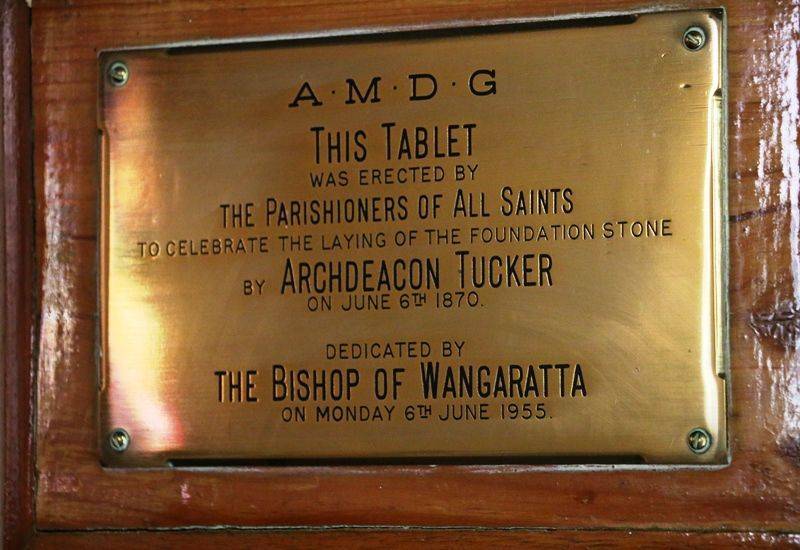 A·M·D·G
THIS TABLET
WAS ERECTED BY
THE PARISHIONERS OF ALL SAINTS
TO CELEBRATE THE LAYING OF THE FOUNDATION STONE
BY ARCHDEACON TUCKER
ON JUNE 6TH 1870.
DEDICATED BY
THE BISHOP OF WANGARATTA
ON MONDAY 6TH JUNE 1955.